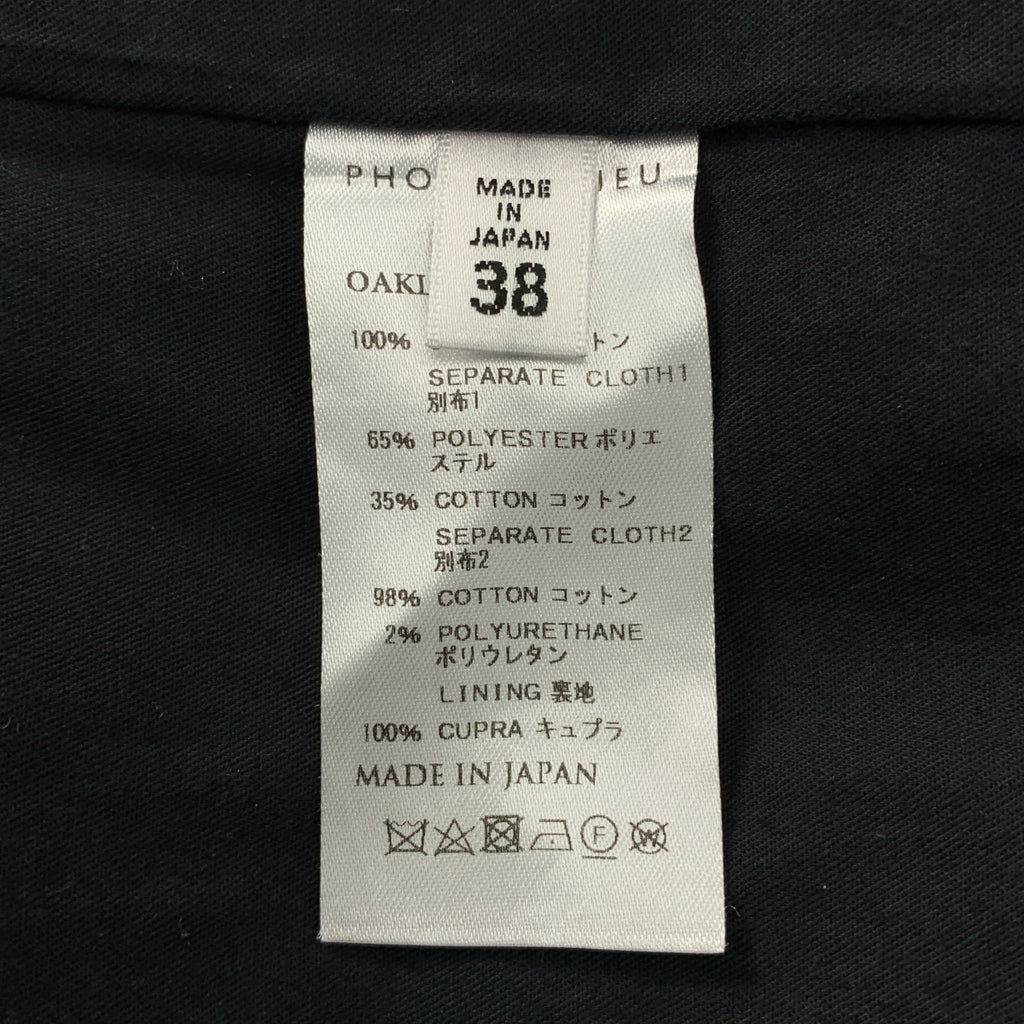 MADE
IN
JAPAN
38
100% トン
SEPARATE CLOTH1
別布1
65% POLYESTER ポリエ
ステル
35% COTTON コットン
SEPARATE CLOTH2
別布2
98% COTTON コットン
2% POLYURETHANE
ポリウレタン
LINING 裏地
100% CUPRA キュプラ
MADE IN JAPAN
F
W